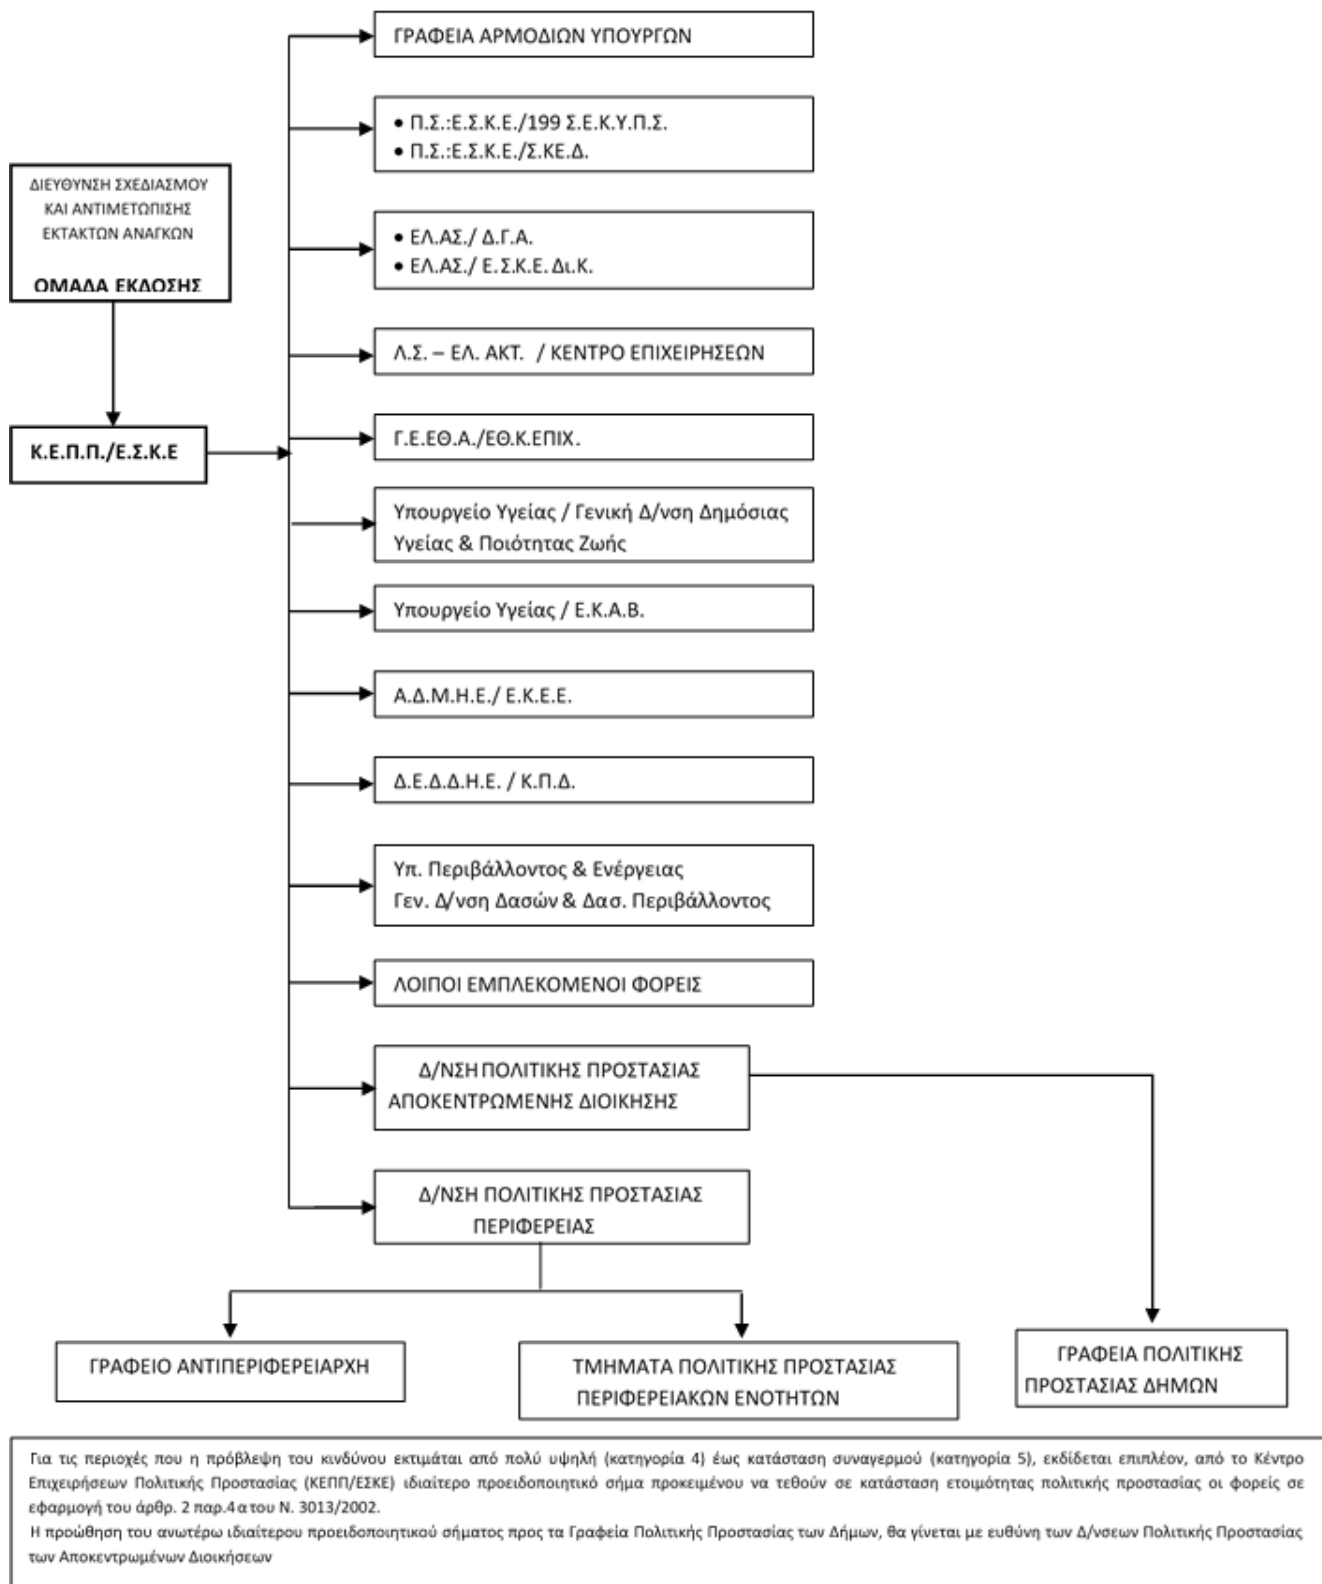 ΓΡΑΦΕΙΑ ΑΡΜΟΔΙΩΝ ΥΠΟΥΡΓΩΝ
• Π.Σ.:Ε.Σ.Κ.Ε./199 Σ.Ε.Κ.Υ.Π.Σ.
• Π.Σ.:Ε.Σ.Κ.Ε./Σ.ΚΕ.Δ.
ΔΙΕΥΘΥΝΣΗ ΣΧΕΔΙΑΣΜΟΥ
ΚΑΙ ΑΝΤΙΜΕΤΩΠΙΣΗΣ
ΕΚΤΑΚΤΩΝ ΑΝΑΓΚΩΝ
ΟΜΑΔΑ ΕΚΔΟΣΗΣ
• ΕΛ.ΑΣ./ Δ.Γ.Α.
• ΕΛ.ΑΣ./ Ε.Σ.Κ.Ε. Δι.Κ.
Λ.Σ. – ΕΛ. ΑΚΤ. / ΚΕΝΤΡΟ ΕΠΙΧΕΙΡΗΣΕΩΝ
Κ.Ε.Π.Π./Ε.Σ.Κ.Ε
Γ.Ε.ΕΘ.Α./ΕΘ.Κ.ΕΠΙΧ.
Υπουργείο Υγείας / Γενική Δ/νση Δημόσιας
Υγείας & Ποιότητας Ζωής
Υπουργείο Υγείας / Ε.Κ.Α.Β.
Α.Δ.Μ.Η.Ε./ Ε.Κ.Ε.Ε.
Δ.Ε.Δ.Δ.Η.Ε. / Κ.Π.Δ.
Υπ. Περιβάλλοντος & Ενέργειας
Γεν. Δ/νση Δασών & Δασ. Περιβάλλοντος
ΛΟΙΠΟΙ ΕΜΠΛΕΚΟΜΕΝΟΙ ΦΟΡΕΙΣ
Δ/ΝΣΗ ΠΟΛΙΤΙΚΗΣ ΠΡΟΣΤΑΣΙΑΣ
ΑΠΟΚΕΝΤΡΩΜΕΝΗΣ ΔΙΟΙΚΗΣΗΣ
Δ/ΝΣΗ ΠΟΛΙΤΙΚΗΣ ΠΡΟΣΤΑΣΙΑΣ
ΠΕΡΙΦΕΡΕΙΑΣ
ΓΡΑΦΕΙΟ ΑΝΤΙΠΕΡΙΦΕΡΕΙΑΡΧΗ
ΤΜΗΜΑΤΑ ΠΟΛΙΤΙΚΗΣ ΠΡΟΣΤΑΣΙΑΣ
ΠΕΡΙΦΕΡΕΙΑΚΩΝ ΕΝΟΤΗΤΩΝ
ΓΡΑΦΕΙΑ ΠΟΛΙΤΙΚΗΣ
ΠΡΟΣΤΑΣΙΑΣ ΔΗΜΩΝ
Για τις περιοχές που η πρόβλεψη του κινδύνου εκτιμάται από πολύ υψηλή (κατηγορία 4) έως κατάσταση συναγερμού (κατηγορία 5), εκδίδεται επιπλέον, από το Κέντρο
Επιχειρήσεων Πολιτικής Προστασίας (ΚΕΠΠ/ΕΣΚΕ) ιδιαίτερο προειδοποιητικό σήμα προκειμένου να τεθούν σε κατάσταση ετοιμότητας πολιτικής προστασίας οι φορείς σε
εφαρμογή του άρθρ. 2 παρ.4 α του Ν. 3013/2002.
Η προώθηση του ανωτέρω ιδιαίτερου προειδοποιητικού σήματος προς τα Γραφεία Πολιτικής Προστασίας των Δήμων, θα γίνεται με ευθύνη των Δ/νσεων Πολιτικής Προστασίας
των Αποκεντρωμένων Διοικήσεων